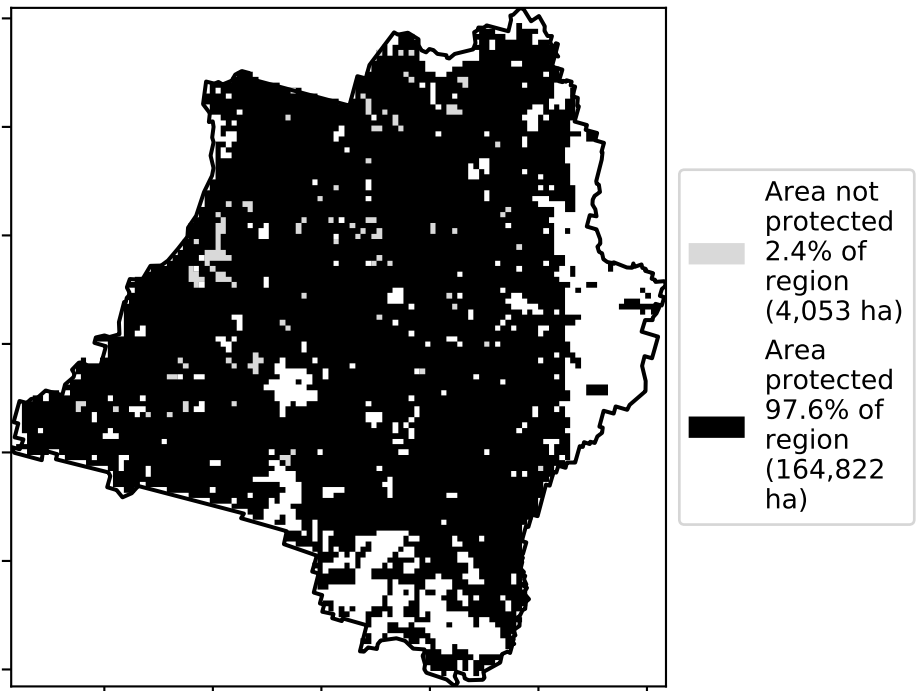 Area not
protected
2.4% of
region
(4,053 ha)
Area
protected
97.6% of
region
(164,822
ha)